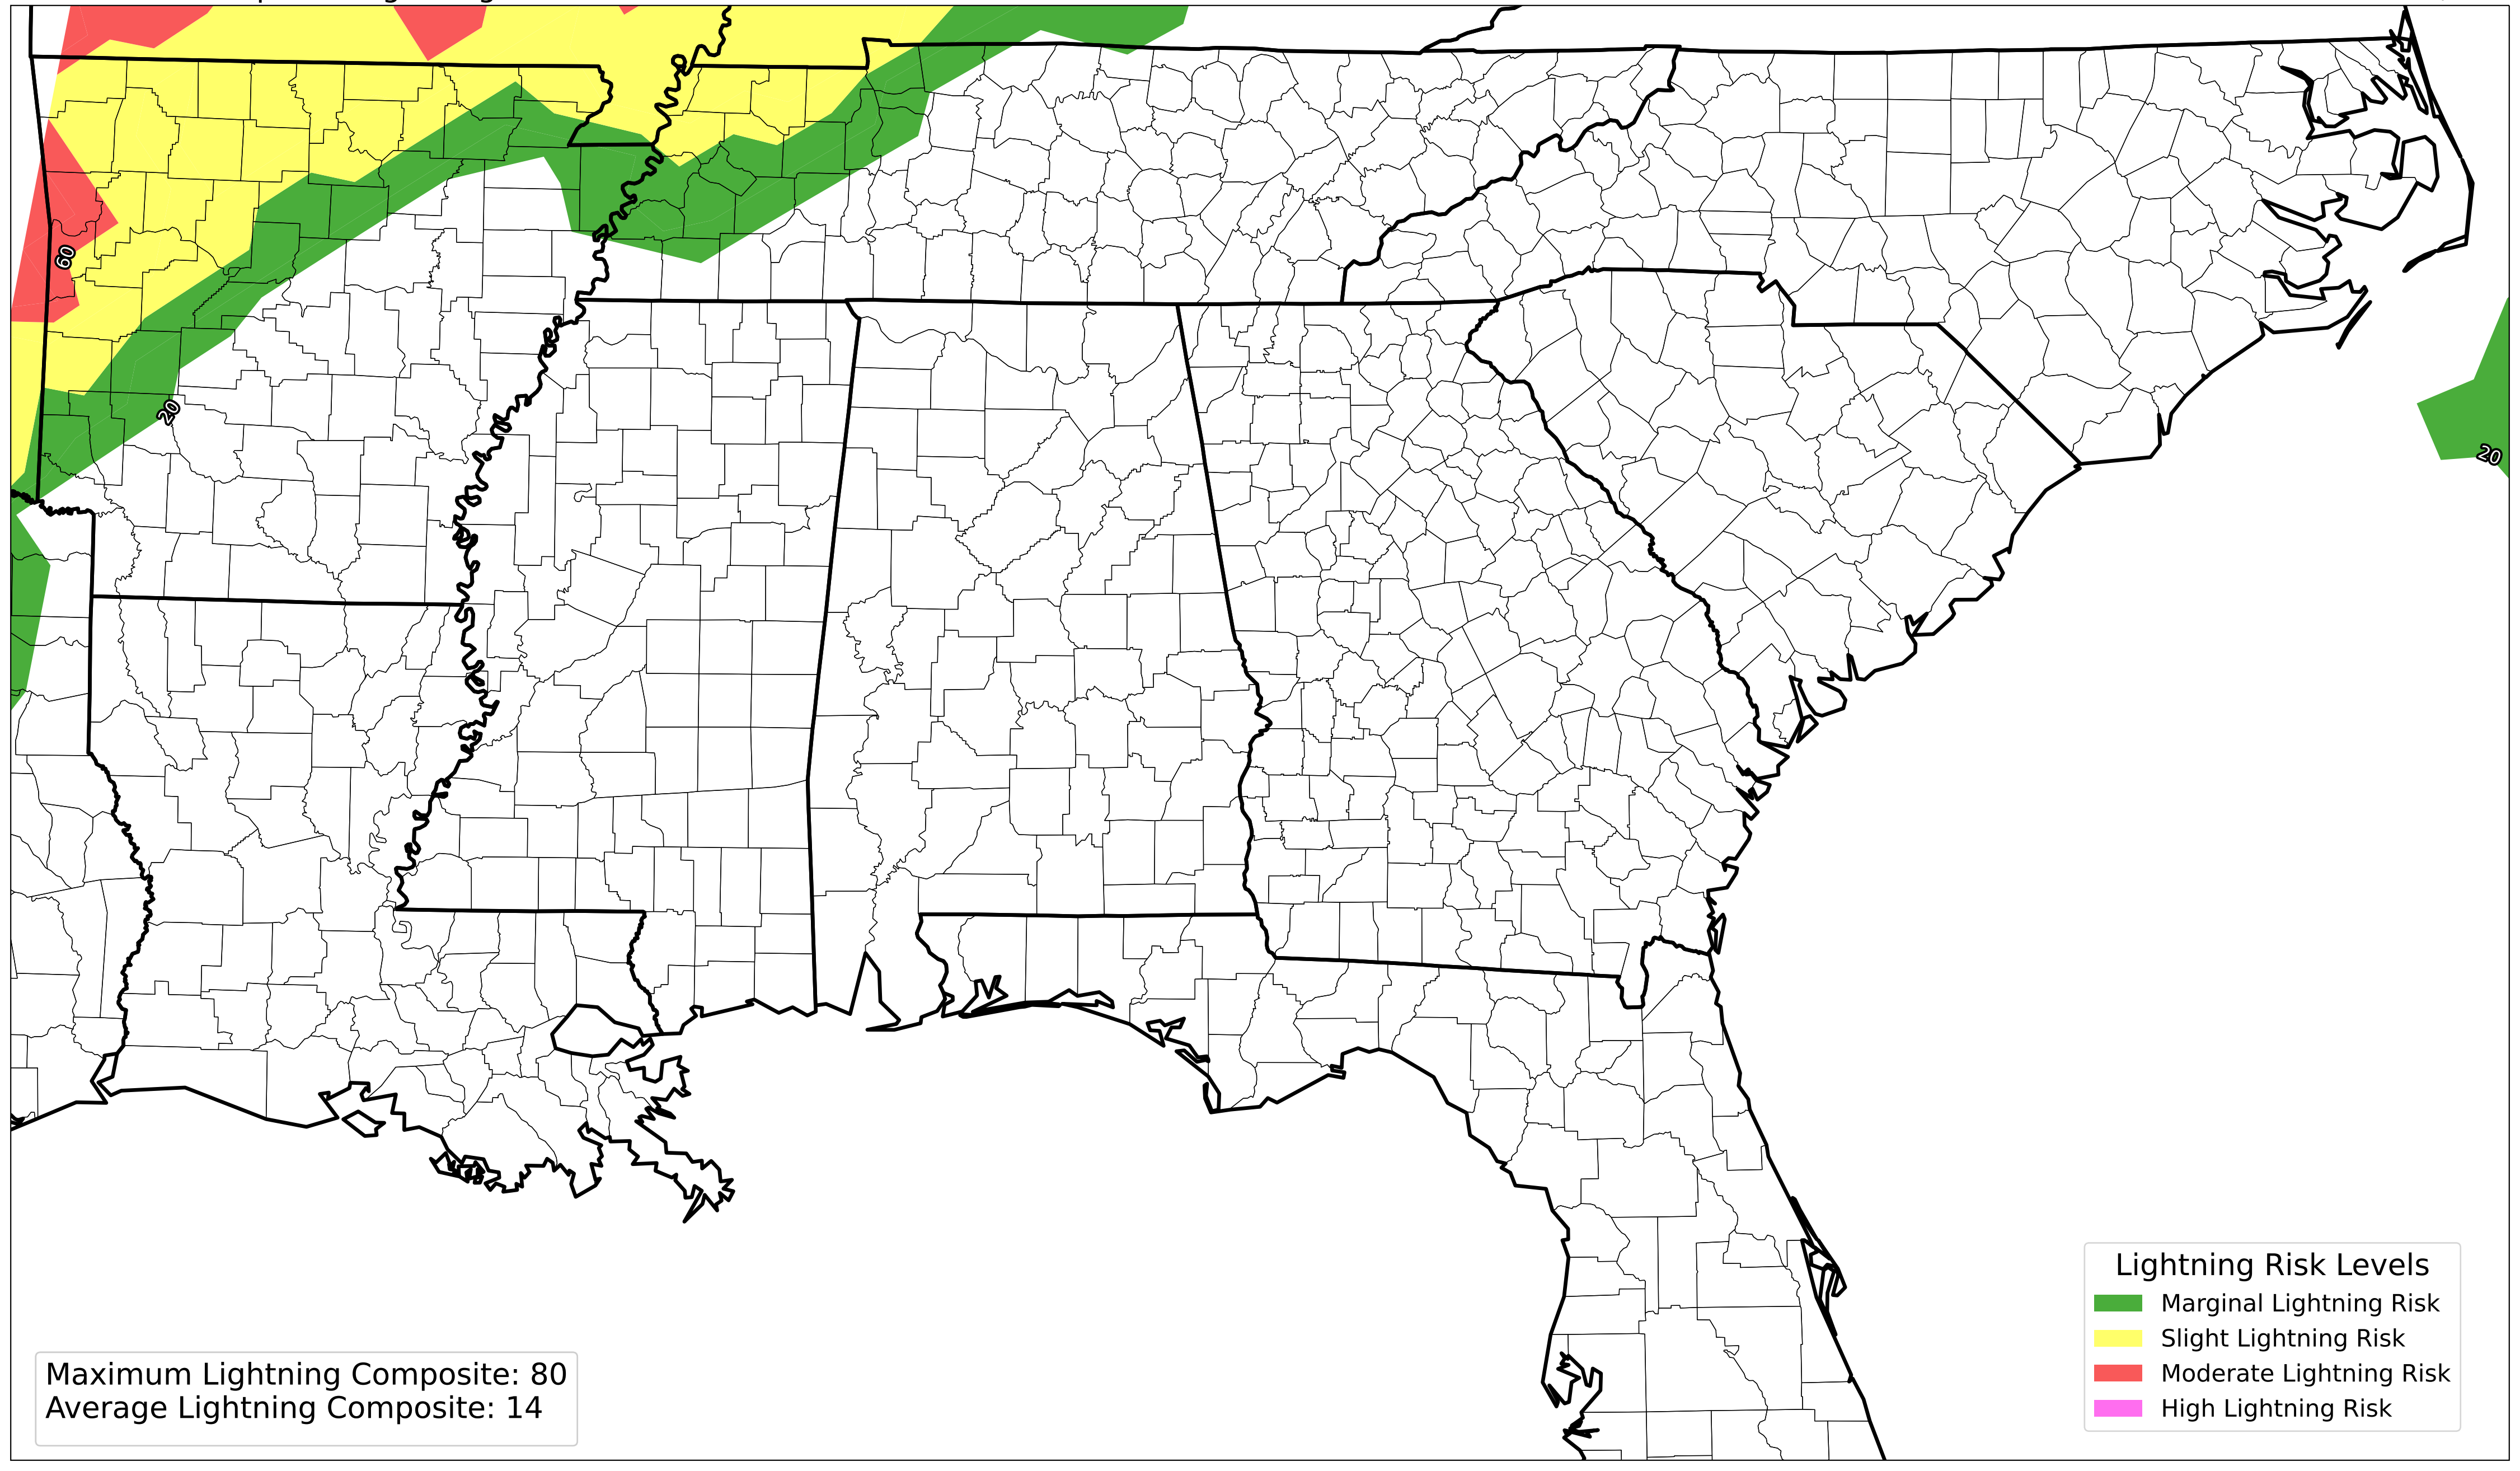 60
20
20
Lightning Risk Levels
Marginal Lightning Risk
Slight Lightning Risk
Moderate Lightning Risk
High Lightning Risk
Maximum Lightning Composite: 80
Average Lightning Composite: 14